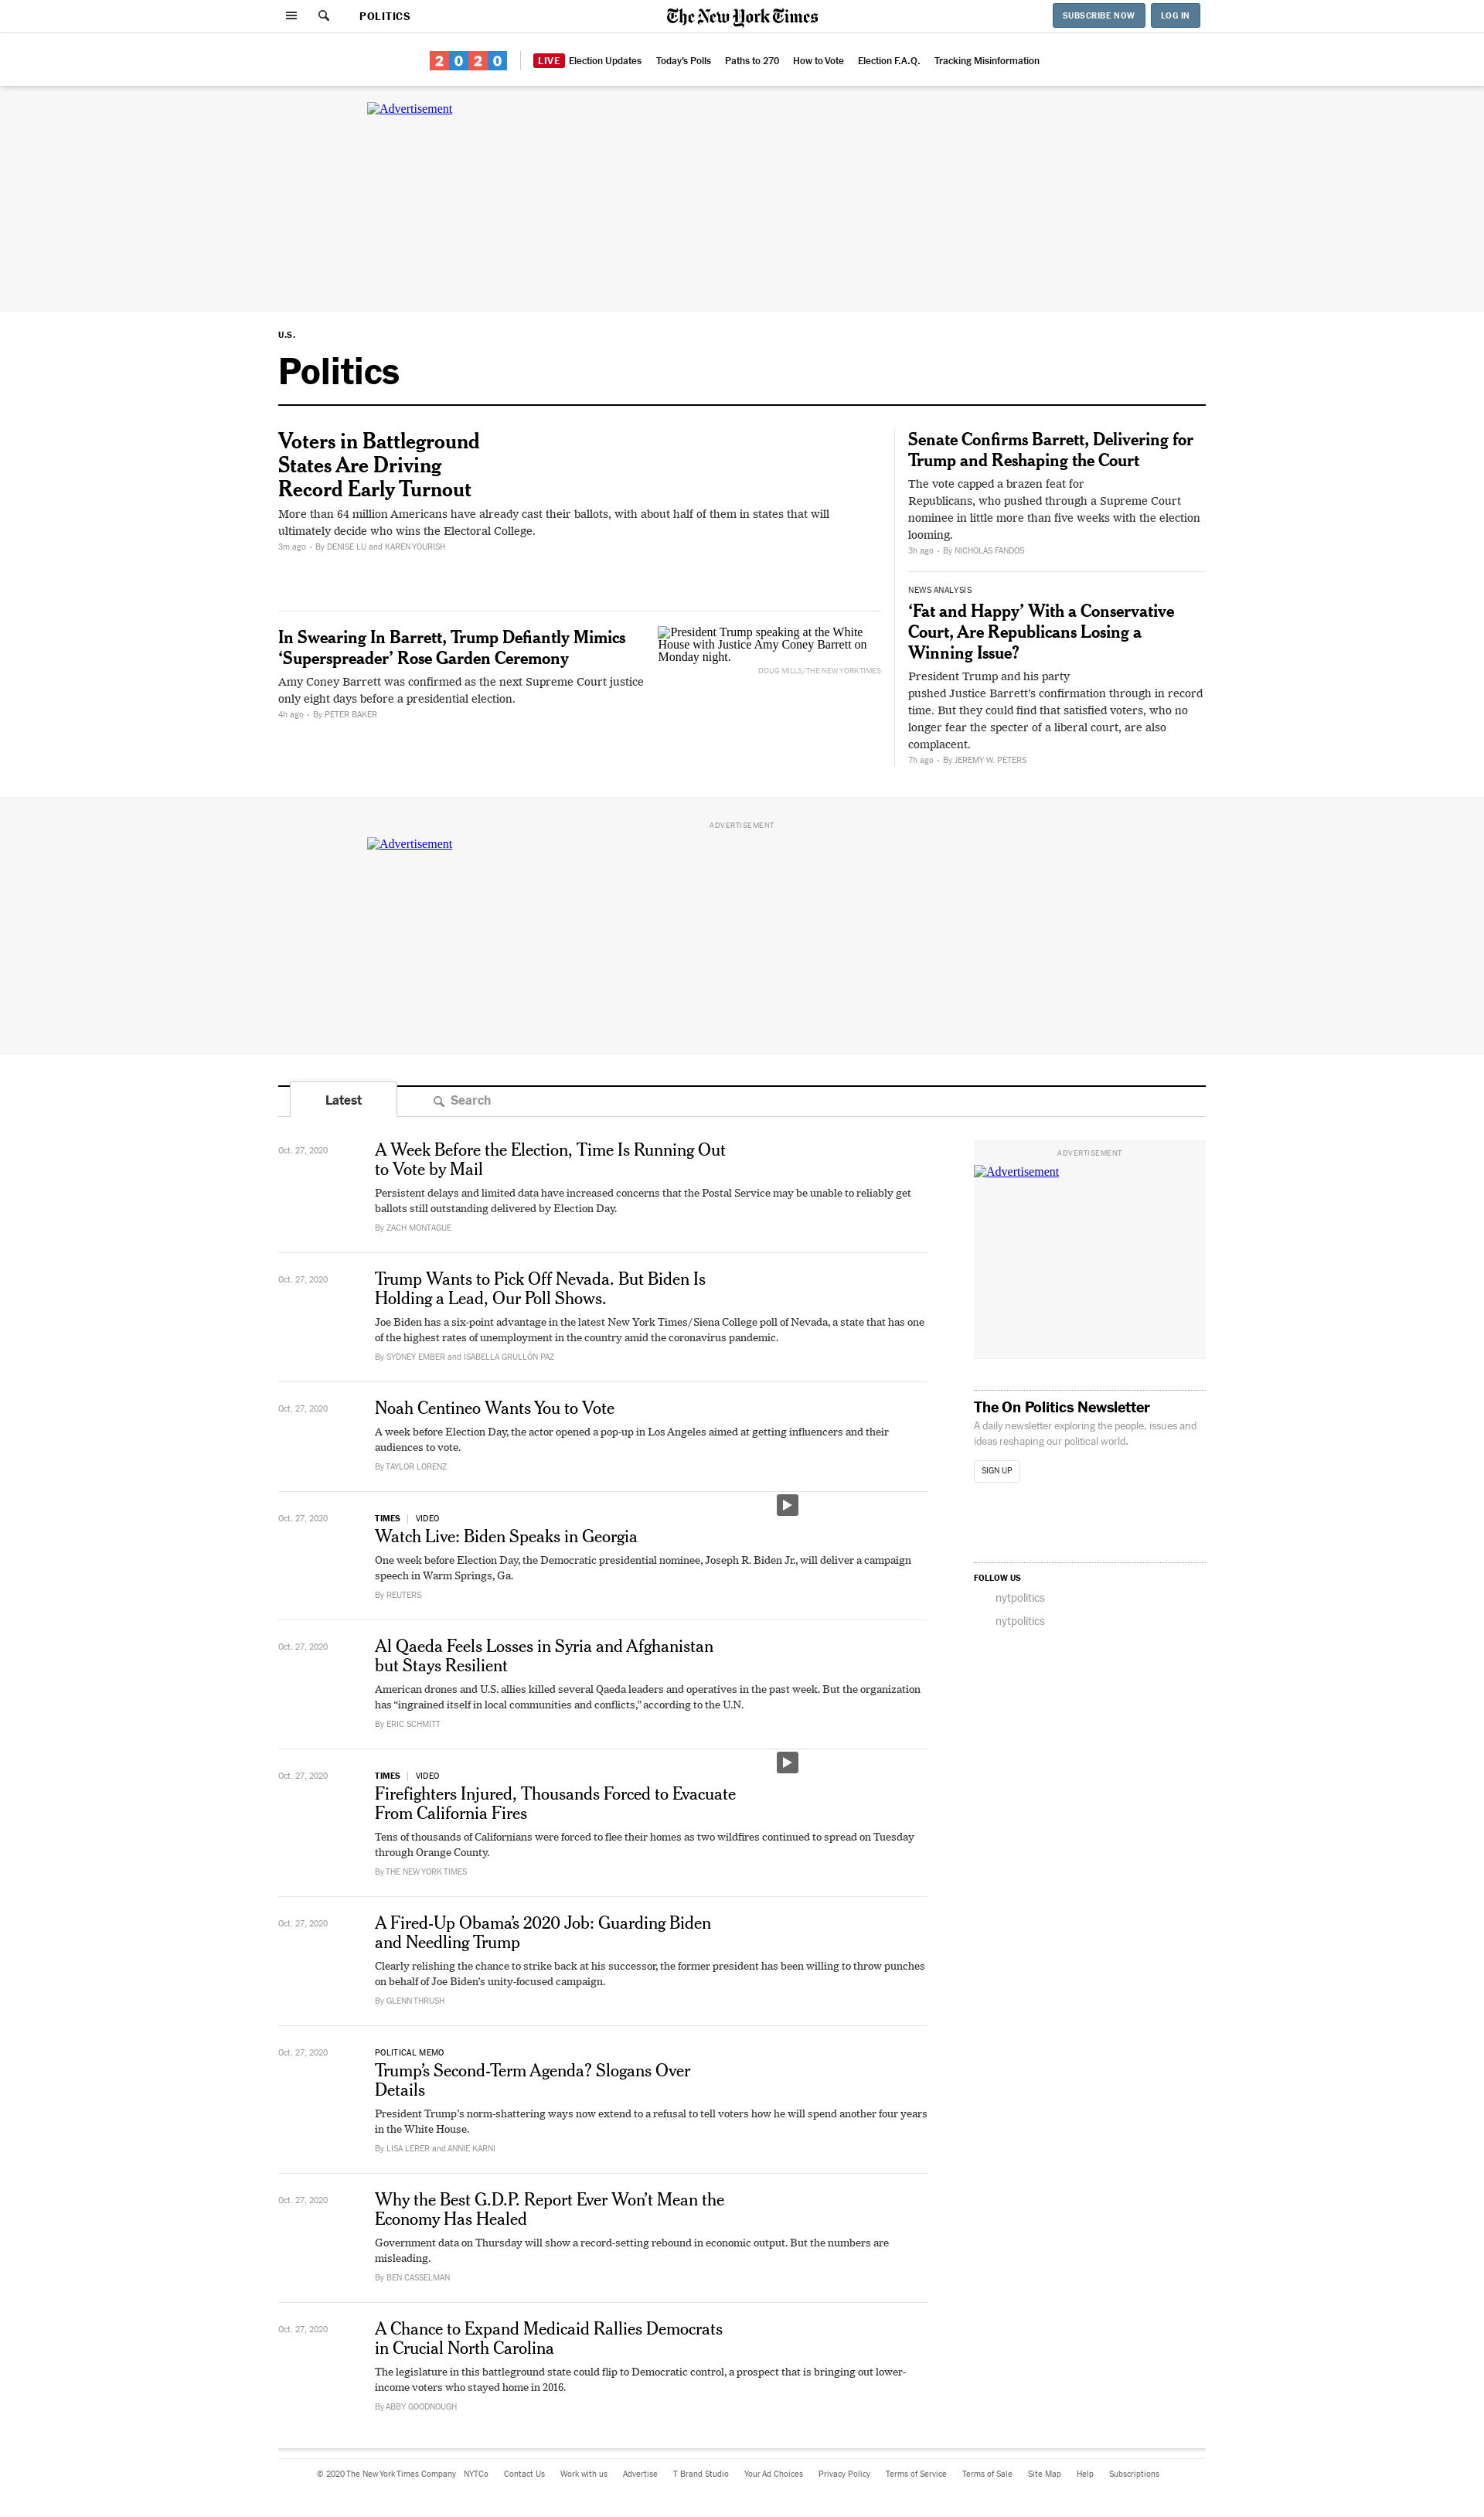 POLITICS
The New York Times
SUBSCRIBE NOW
LOG IN
2020
LIVE Election Updates
Today's Polls
Paths to 270
How to Vote
Election F.A.Q.
Tracking Misinformation
Advertisement
U.S.
Politics
Voters in Battleground
States Are Driving
Record Early Turnout
More than 64 million Americans have already cast their ballots, with about half of them in states that will
ultimately decide who wins the Electoral College.
3m ago • By DENISE LU and KAREN YOURISH
In Swearing In Barrett, Trump Defiantly Mimics
‘Superspreader’ Rose Garden Ceremony
Amy Coney Barrett was confirmed as the next Supreme Court justice
only eight days before a presidential election.
4h ago • By PETER BAKER
President Trump speaking at the White
House with Justice Amy Coney Barrett on
Monday night.
DOUG MILLS/THE NEW YORK TIMES
Senate Confirms Barrett, Delivering for
Trump and Reshaping the Court
The vote capped a brazen feat for
Republicans, who pushed through a Supreme Court
nominee in little more than five weeks with the election
looming.
3h ago • By NICHOLAS FANDOS
NEWS ANALYSIS
‘Fat and Happy’ With a Conservative
Court, Are Republicans Losing a
Winning Issue?
President Trump and his party
pushed Justice Barrett’s confirmation through in record
time. But they could find that satisfied voters, who no
longer fear the specter of a liberal court, are also
complacent.
7h ago • By JEREMY W. PETERS
ADVERTISEMENT
Advertisement
Latest
Search
Oct. 27, 2020
A Week Before the Election, Time Is Running Out
to Vote by Mail
Persistent delays and limited data have increased concerns that the Postal Service may be unable to reliably get
ballots still outstanding delivered by Election Day.
By ZACH MONTAGUE
Oct. 27, 2020
Trump Wants to Pick Off Nevada. But Biden Is
Holding a Lead, Our Poll Shows.
Joe Biden has a six-point advantage in the latest New York Times/Siena College poll of Nevada, a state that has one
of the highest rates of unemployment in the country amid the coronavirus pandemic.
By SYDNEY EMBER and ISABELLA GRULLÓN PAZ
Oct. 27, 2020
Noah Centineo Wants You to Vote
A week before Election Day, the actor opened a pop-up in Los Angeles aimed at getting influencers and their
audiences to vote.
By TAYLOR LORENZ
Oct. 27, 2020
TIMES | VIDEO
Watch Live: Biden Speaks in Georgia
One week before Election Day, the Democratic presidential nominee, Joseph R. Biden Jr., will deliver a campaign
speech in Warm Springs, Ga.
By REUTERS
Oct. 27, 2020
Al Qaeda Feels Losses in Syria and Afghanistan
but Stays Resilient
American drones and U.S. allies killed several Qaeda leaders and operatives in the past week. But the organization
has “ingrained itself in local communities and conflicts,” according to the U.N.
By ERIC SCHMITT
Oct. 27, 2020
TIMES | VIDEO
Firefighters Injured, Thousands Forced to Evacuate
From California Fires
Tens of thousands of Californians were forced to flee their homes as two wildfires continued to spread on Tuesday
through Orange County.
By THE NEW YORK TIMES
Oct. 27, 2020
A Fired-Up Obama’s 2020 Job: Guarding Biden
and Needling Trump
Clearly relishing the chance to strike back at his successor, the former president has been willing to throw punches
on behalf of Joe Biden’s unity-focused campaign.
By GLENN THRUSH
Oct. 27, 2020
POLITICAL MEMO
Trump’s Second-Term Agenda? Slogans Over
Details
President Trump’s norm-shattering ways now extend to a refusal to tell voters how he will spend another four years
in the White House.
By LISA LERER and ANNIE KARNI
Oct. 27, 2020
Why the Best G.D.P. Report Ever Won’t Mean the
Economy Has Healed
Government data on Thursday will show a record-setting rebound in economic output. But the numbers are
misleading.
By BEN CASSELMAN
Oct. 27, 2020
A Chance to Expand Medicaid Rallies Democrats
in Crucial North Carolina
The legislature in this battleground state could flip to Democratic control, a prospect that is bringing out lower-
income voters who stayed home in 2016.
By ABBY GOODNOUGH
ADVERTISEMENT
Advertisement
The On Politics Newsletter
A daily newsletter exploring the people, issues and
ideas reshaping our political world.
SIGN UP
FOLLOW US
nytpolitics
nytpolitics
© 2020 The New York Times Company
NYTCo
Contact Us
Work with us
Advertise
T Brand Studio
Your Ad Choices
Privacy Policy
Terms of Service
Terms of Sale
Site Map
Help
Subscriptions